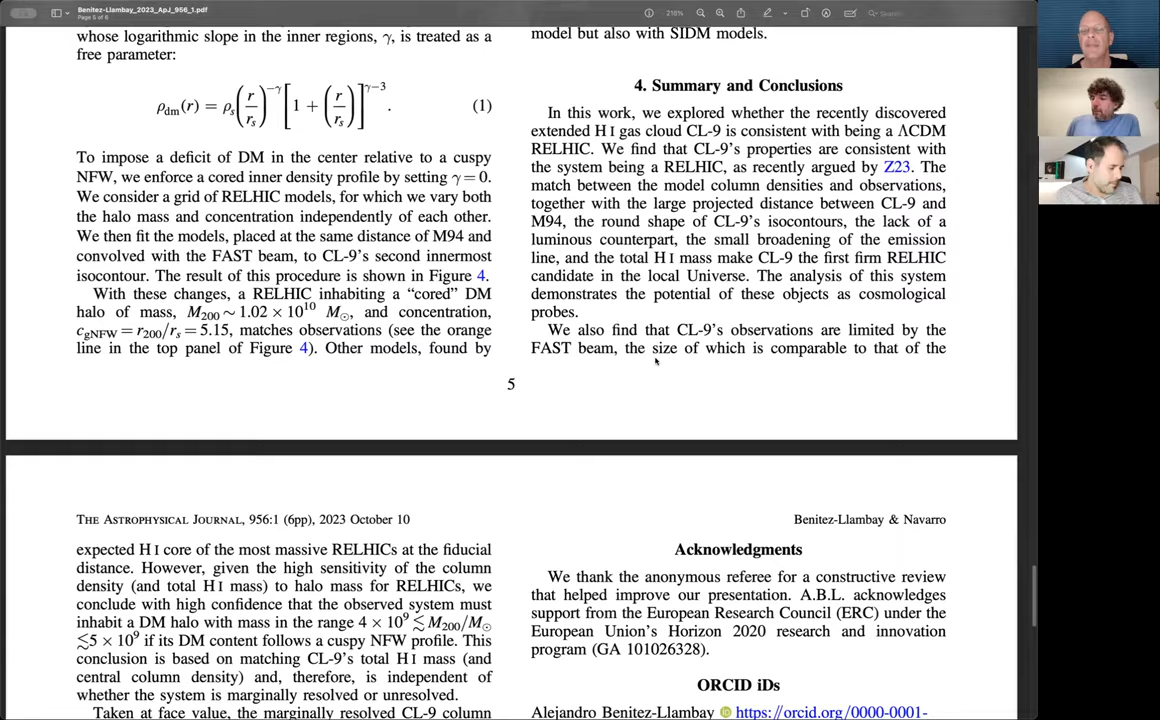 Benitez-Llambay_2023_ApJ_956_1.pdf
Page 5 of 6
216%
whose logarithmic slope in the inner regions, γ, is treated as a
free parameter:
ρdm(r) = ρs(r/rs)^−γ [1 + (r/rs)]^γ−3. (1)
To impose a deficit of DM in the center relative to a cuspy
NFW, we enforce a cored inner density profile by setting γ = 0.
We consider a grid of RELHIC models, for which we vary both
the halo mass and concentration independently of each other.
We then fit the models, placed at the same distance of M94 and
convolved with the FAST beam, to CL-9's second innermost
isocontour. The result of this procedure is shown in Figure 4.
With these changes, a RELHIC inhabiting a “cored” DM
halo of mass, M200 ∼ 1.02 × 10^10 M⊙, and concentration,
cgNFW = r200/rs = 5.15, matches observations (see the orange
line in the top panel of Figure 4). Other models, found by
model but also with SIDM models.
4. Summary and Conclusions
In this work, we explored whether the recently discovered
extended H I gas cloud CL-9 is consistent with being a ΛCDM
RELHIC. We find that CL-9's properties are consistent with
the system being a RELHIC, as recently argued by Z23. The
match between the model column densities and observations,
together with the large projected distance between CL-9 and
M94, the round shape of CL-9's isocontours, the lack of a
luminous counterpart, the small broadening of the emission
line, and the total H I mass make CL-9 the first firm RELHIC
candidate in the local Universe. The analysis of this system
demonstrates the potential of these objects as cosmological
probes.
We also find that CL-9's observations are limited by the
FAST beam, the size of which is comparable to that of the
5
THE ASTROPHYSICAL JOURNAL, 956:1 (6pp), 2023 October 10
Benitez-Llambay & Navarro
expected H I core of the most massive RELHICs at the fiducial
distance. However, given the high sensitivity of the column
density (and total H I mass) to halo mass for RELHICs, we
conclude with high confidence that the observed system must
inhabit a DM halo with mass in the range 4 × 10^9 ≲ M200/M⊙
≲5 × 10^9 if its DM content follows a cuspy NFW profile. This
conclusion is based on matching CL-9's total H I mass (and
central column density) and, therefore, is independent of
whether the system is marginally resolved or unresolved.
Taken at face value, the marginally resolved CL-9 column
Acknowledgments
We thank the anonymous referee for a constructive review
that helped improve our presentation. A.B.L. acknowledges
support from the European Research Council (ERC) under the
European Union's Horizon 2020 research and innovation
program (GA 101026328).
ORCID iDs
Alejandro Benitez-Llambay https://orcid.org/0000-0001-